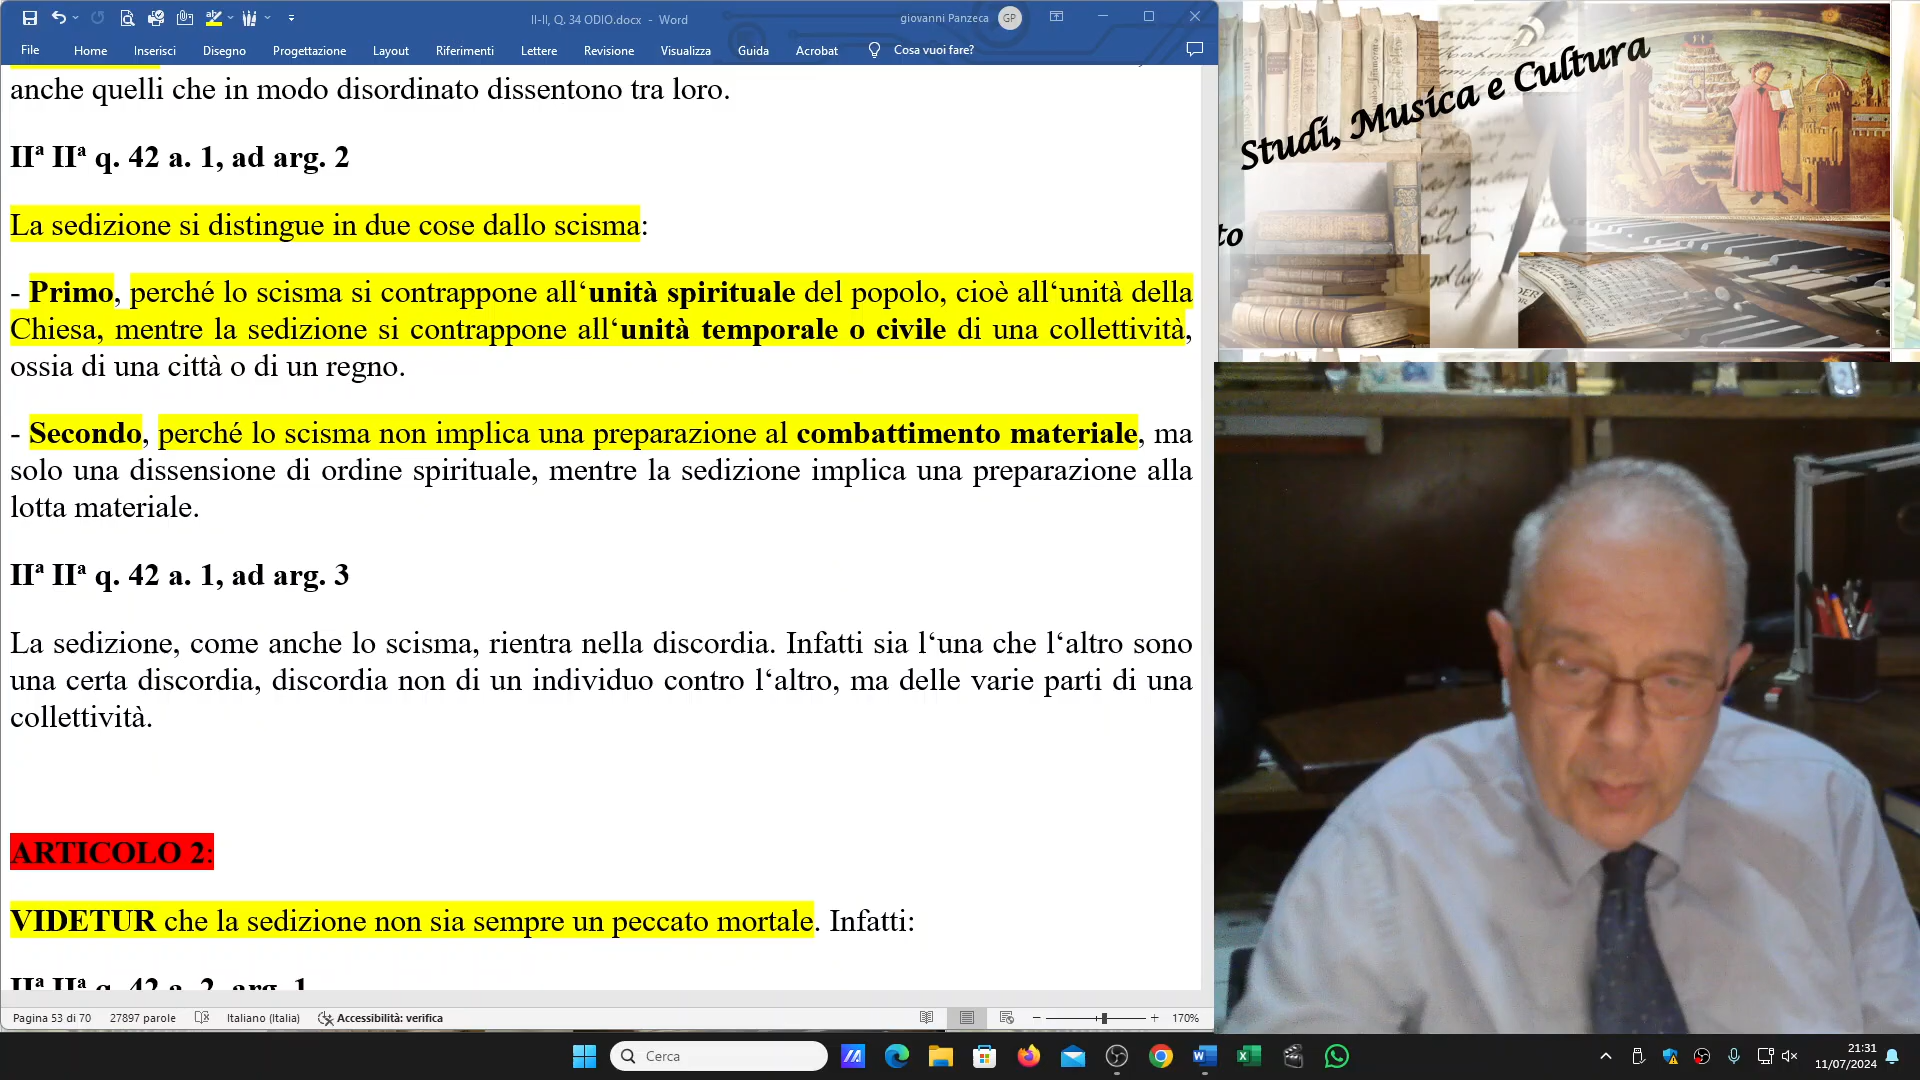 II-II, Q. 34 ODIO.docx - Word
giovanni Panzeca
GP
File Home Inserisci Disegno Progettazione Layout Riferimenti Lettere Revisione Visualizza Guida Acrobat Cosa vuoi fare?
anche quelli che in modo disordinato dissentono tra loro.
IIª IIª q. 42 a. 1, ad arg. 2
La sedizione si distingue in due cose dallo scisma:
- Primo, perché lo scisma si contrappone all‘unità spirituale del popolo, cioè all‘unità della
Chiesa, mentre la sedizione si contrappone all‘unità temporale o civile di una collettività,
ossia di una città o di un regno.
- Secondo, perché lo scisma non implica una preparazione al combattimento materiale, ma
solo una dissensione di ordine spirituale, mentre la sedizione implica una preparazione alla
lotta materiale.
IIª IIª q. 42 a. 1, ad arg. 3
La sedizione, come anche lo scisma, rientra nella discordia. Infatti sia l‘una che l‘altro sono
una certa discordia, discordia non di un individuo contro l‘altro, ma delle varie parti di una
collettività.
ARTICOLO 2:
VIDETUR che la sedizione non sia sempre un peccato mortale. Infatti:
IIª IIª q. 42 a. 2, arg. 1
Pagina 53 di 70 27897 parole Italiano (Italia) Accessibilità: verifica
170%
Studi, Musica e Cultura
to
Cerca
21:31
11/07/2024